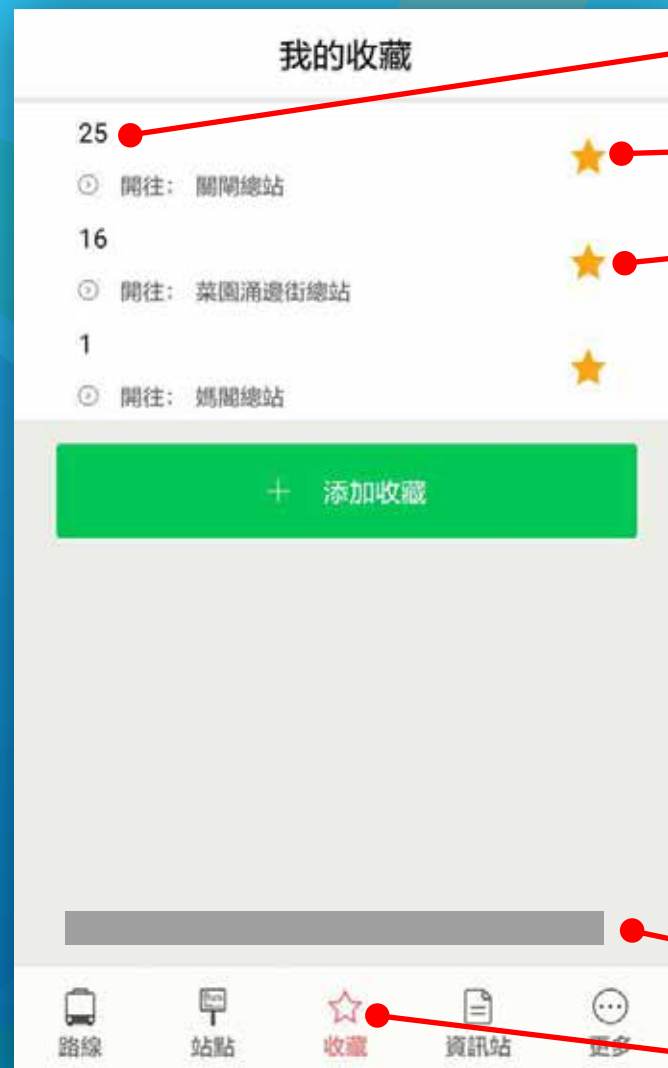 我的收藏
25
開往： 關閘總站
16
開往： 菜園涌邊街總站
1
開往： 媽閣總站
＋ 添加收藏
路線 站點 收藏 資訊站 更多